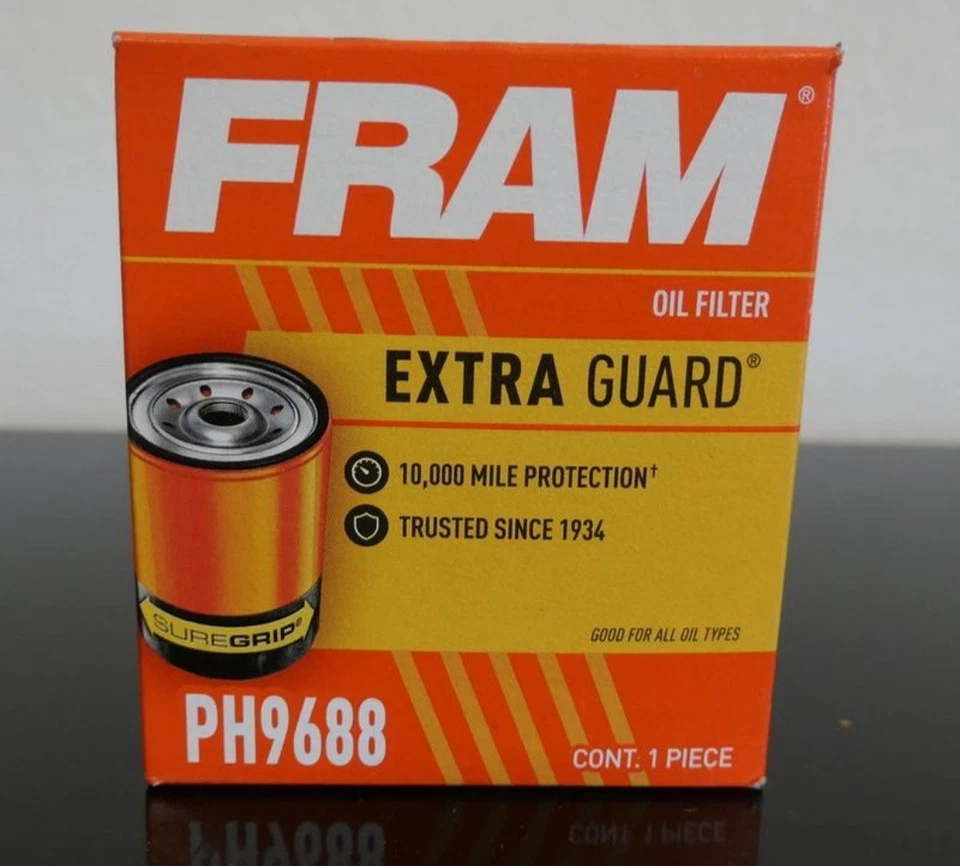 FRAM®
OIL FILTER
EXTRA GUARD®
10,000 MILE PROTECTION†
TRUSTED SINCE 1934
SUREGRIP®
GOOD FOR ALL OIL TYPES
PH9688
CONT. 1 PIECE